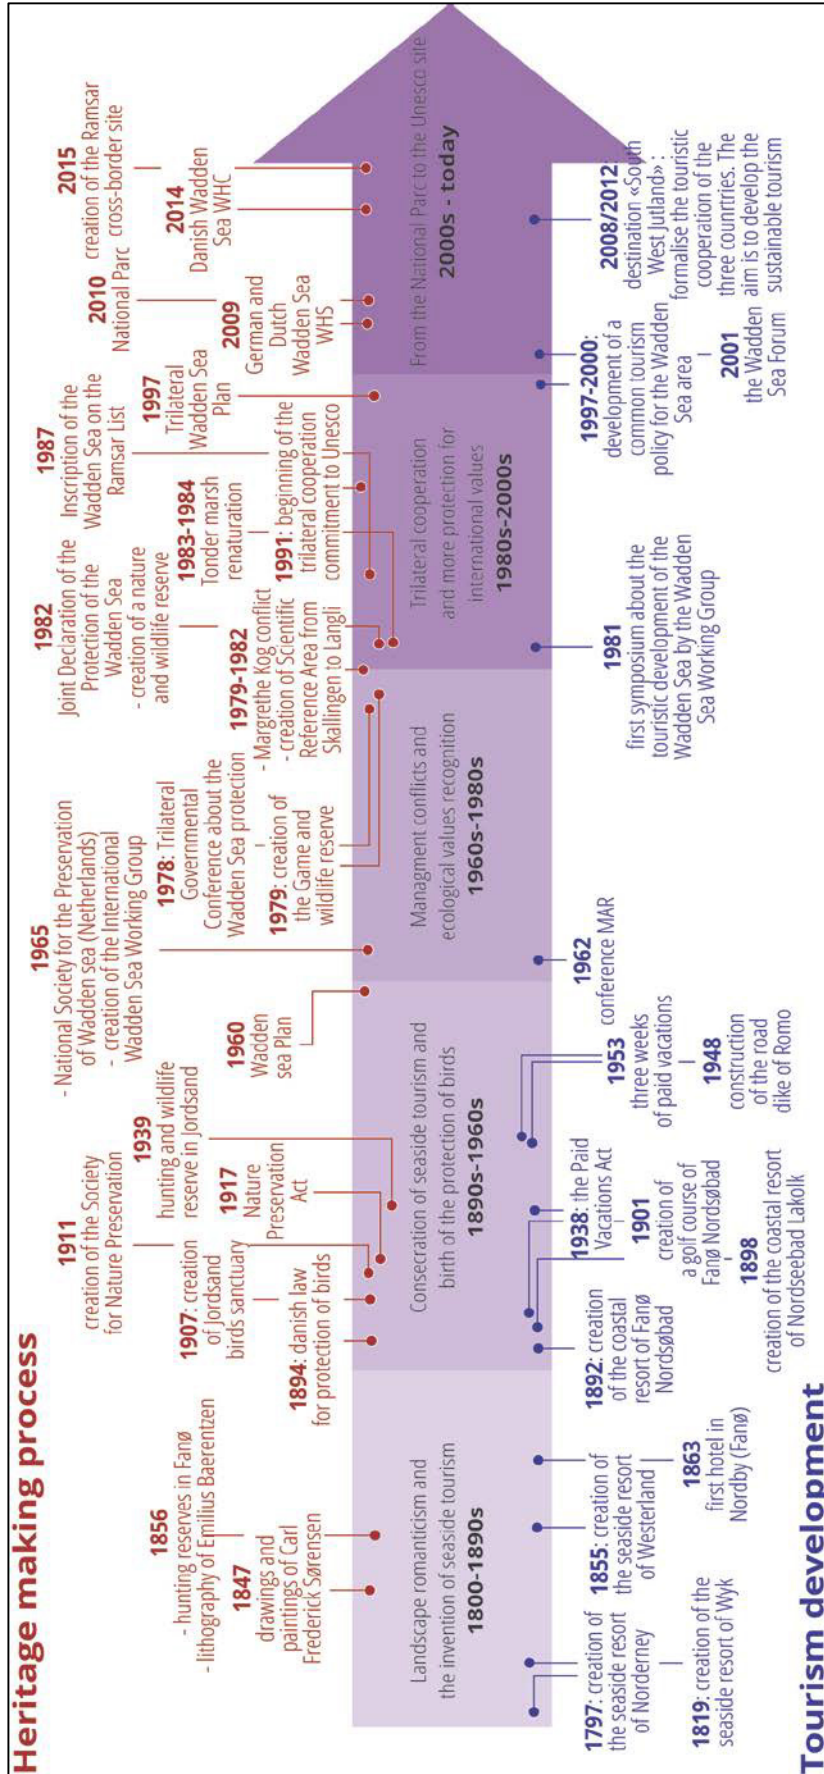 Heritage making process
1856
- hunting reserves in Fanø
- lithography of Emilius Baerentzen
1847
drawings and
paintings of Carl
Frederick Sørensen
1911
creation of the Society
for Nature Preservation
1907: creation
of Jordsand
birds sanctuary
1894: danish law
for protection of birds
1939
hunting and wildlife
reserve in Jordsand
1917
Nature
Preservation
Act
1965
- National Society for the Preservation
of Wadden sea (Netherlands)
- creation of the International
Wadden Sea Working Group
1960
Wadden
sea Plan
1978: Trilateral
Governmental
Conference about the
Wadden Sea protection
1979: creation of
the Game and
wildlife reserve
1982
Joint Declaration of the
Protection of the
Wadden Sea
- creation of a nature
and wildlife reserve
1979-1982
- Margrethe Kog conflict
- creation of Scientific
Reference Area from
Skallingen to Langli
1987
Inscription of the
Wadden Sea on the
Ramsar List
1983-1984
Tonder marsh
renaturation
1991: beginning of the
trilateral cooperation
commitment to Unesco
1997
Trilateral
Wadden Sea
Plan
2010
National Parc
2009
German and
Dutch
Wadden Sea
WHS
2015
creation of the Ramsar
cross-border site
2014
Danish Wadden
Sea WHC
Landscape romanticism and
the invention of seaside tourism
1800-1890s
Consecration of seaside tourism and
birth of the protection of birds
1890s-1960s
Managment conflicts and
ecological values recognition
1960s-1980s
Trilateral cooperation
and more protection for
international values
1980s-2000s
From the National Parc to the Unesco site
2000s - today
1797: creation of
the seaside resort
of Norderney
1819: creation of the
seaside resort of Wyk
1855: creation of
the seaside resort
of Westerland
1863
first hotel in
Nordby (Fanø)
1892: creation
of the coastal
resort of Fanø
Nordsøbad
1938: the Paid
Vacations Act
1901
creation of
a golf course of
Fanø Nordsøbad
1898
creation of the coastal resort
of Nordseebad Lakolk
1962
conference MAR
1953
three weeks
of paid vacations
1948
construction
of the road
dike of Romo
1981
first symposium about the
touristic development of the
Wadden Sea by the Wadden
Sea Working Group
1997-2000:
development of a
common tourism
policy for the Wadden
Sea area
2001
the Wadden
Sea Forum
2008/2012:
destination «South
West Jutland» :
formalise the touristic
cooperation of the
three counrtries. The
aim is to develop the
sustainable tourism
Tourism development